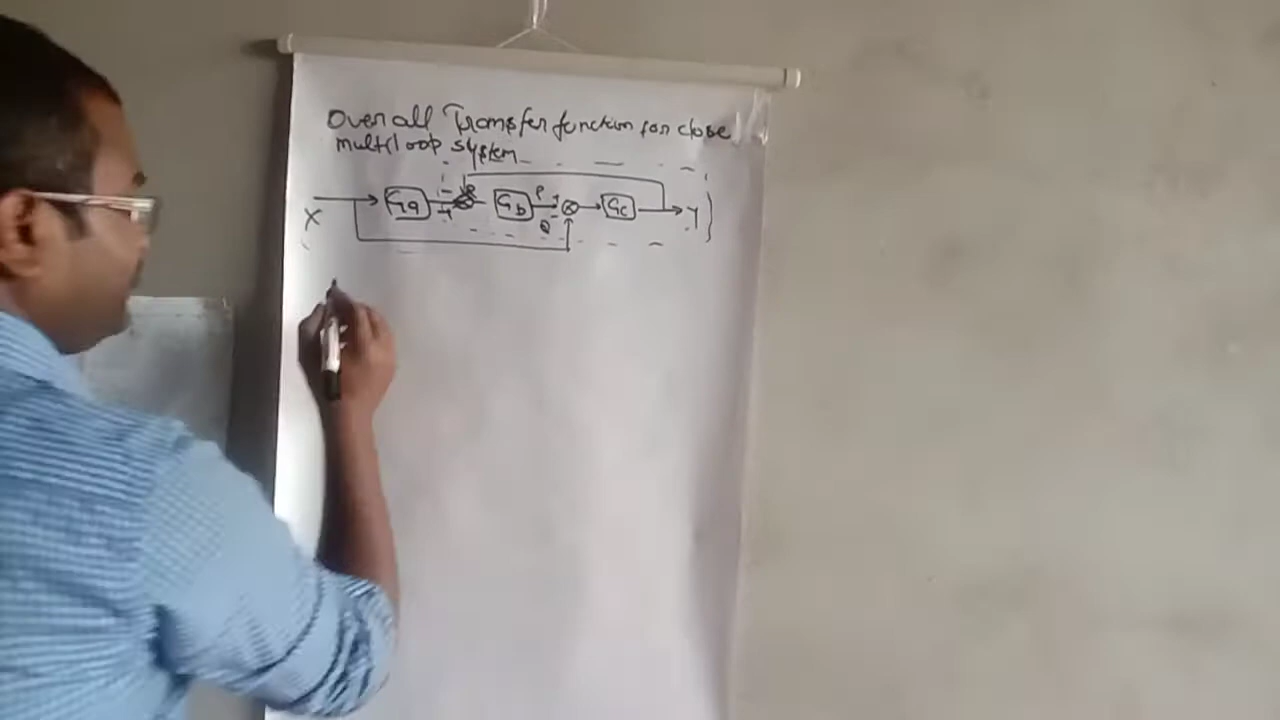 Overall Transfer function for close
multiloop system
X Ga - + R Gb P + Q - Gc Y